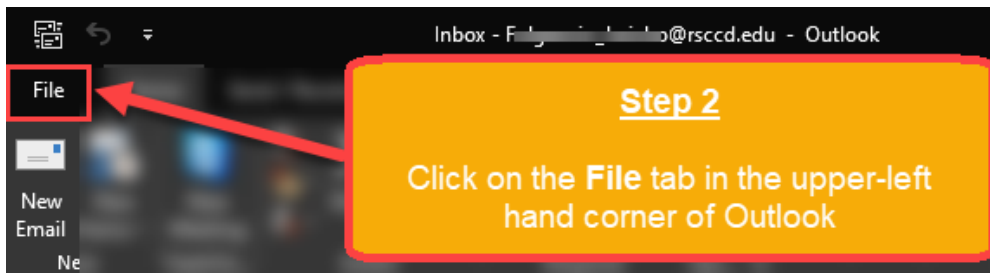 Inbox - F @rsccd.edu - Outlook
File
Step 2
Click on the File tab in the upper-left
hand corner of Outlook
New
Email
Ne